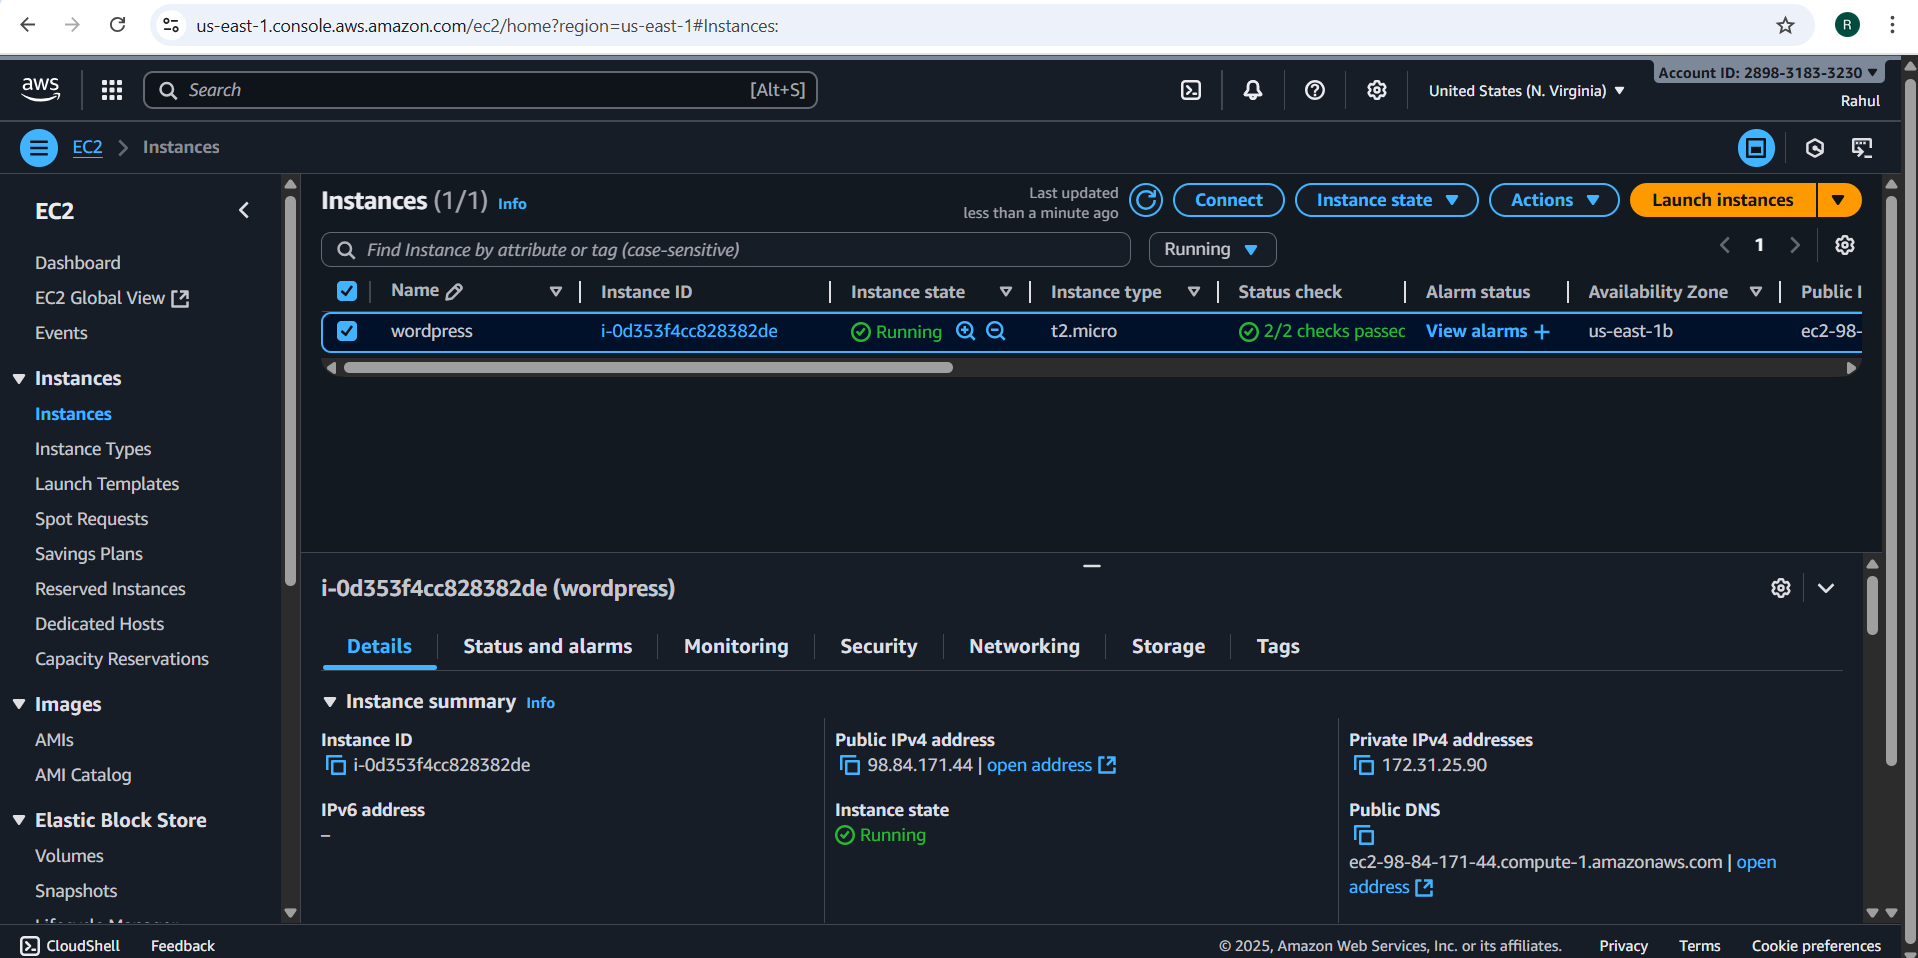 us-east-1.console.aws.amazon.com/ec2/home?region=us-east-1#Instances:
R
aws
Search
[Alt+S]
United States (N. Virginia)
Account ID: 2898-3183-3230
Rahul
EC2
Instances
EC2
Dashboard
EC2 Global View
Events
Instances
Instances
Instance Types
Launch Templates
Spot Requests
Savings Plans
Reserved Instances
Dedicated Hosts
Capacity Reservations
Images
AMIs
AMI Catalog
Elastic Block Store
Volumes
Snapshots
Instances (1/1) Info
Last updated
less than a minute ago
Connect
Instance state
Actions
Launch instances
Find Instance by attribute or tag (case-sensitive)
Running
1
Name
Instance ID
Instance state
Instance type
Status check
Alarm status
Availability Zone
Public I
wordpress
i-0d353f4cc828382de
Running
t2.micro
2/2 checks passec
View alarms +
us-east-1b
ec2-98-
i-0d353f4cc828382de (wordpress)
Details
Status and alarms
Monitoring
Security
Networking
Storage
Tags
Instance summary Info
Instance ID
i-0d353f4cc828382de
Public IPv4 address
98.84.171.44 | open address
Private IPv4 addresses
172.31.25.90
IPv6 address
–
Instance state
Running
Public DNS
ec2-98-84-171-44.compute-1.amazonaws.com | open
address
CloudShell
Feedback
© 2025, Amazon Web Services, Inc. or its affiliates.
Privacy
Terms
Cookie preferences